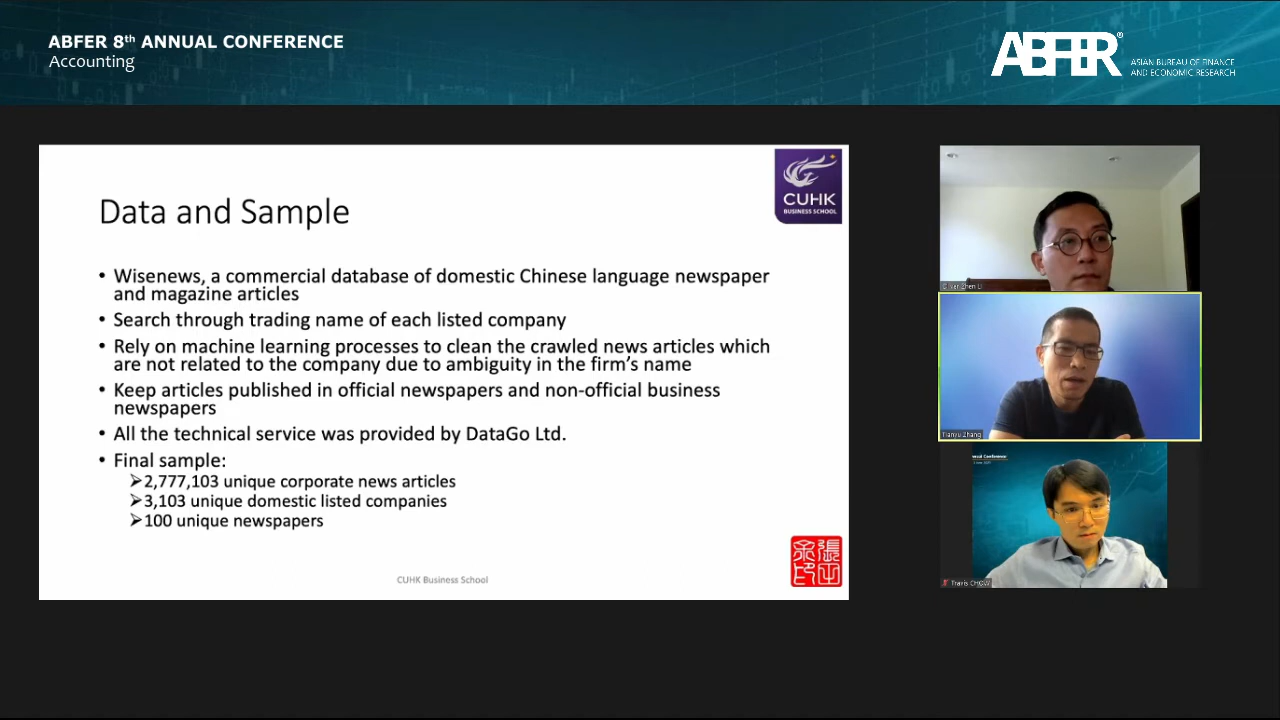 ABFER 8th ANNUAL CONFERENCE
Accounting
ABFER®
ASIAN BUREAU OF FINANCE
AND ECONOMIC RESEARCH
CUHK
BUSINESS SCHOOL
Data and Sample
• Wisenews, a commercial database of domestic Chinese language newspaper
and magazine articles
• Search through trading name of each listed company
• Rely on machine learning processes to clean the crawled news articles which
are not related to the company due to ambiguity in the firm's name
• Keep articles published in official newspapers and non-official business
newspapers
• All the technical service was provided by DataGo Ltd.
• Final sample:
➢2,777,103 unique corporate news articles
➢3,103 unique domestic listed companies
➢100 unique newspapers
CUHK Business School
Zhen Li
Tianyu Zhang
Travis CHOW